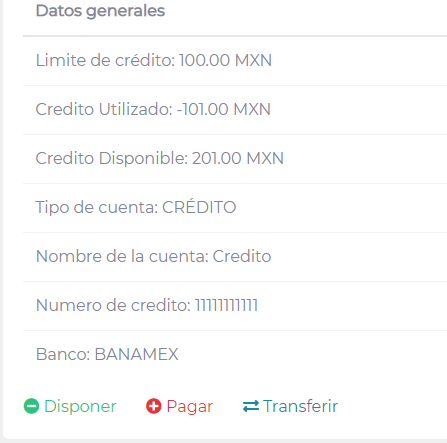 Datos generales
Limite de crédito: 100.00 MXN
Credito Utilizado: -101.00 MXN
Credito Disponible: 201.00 MXN
Tipo de cuenta: CRÉDITO
Nombre de la cuenta: Credito
Numero de credito: 11111111111
Banco: BANAMEX
Disponer Pagar Transferir